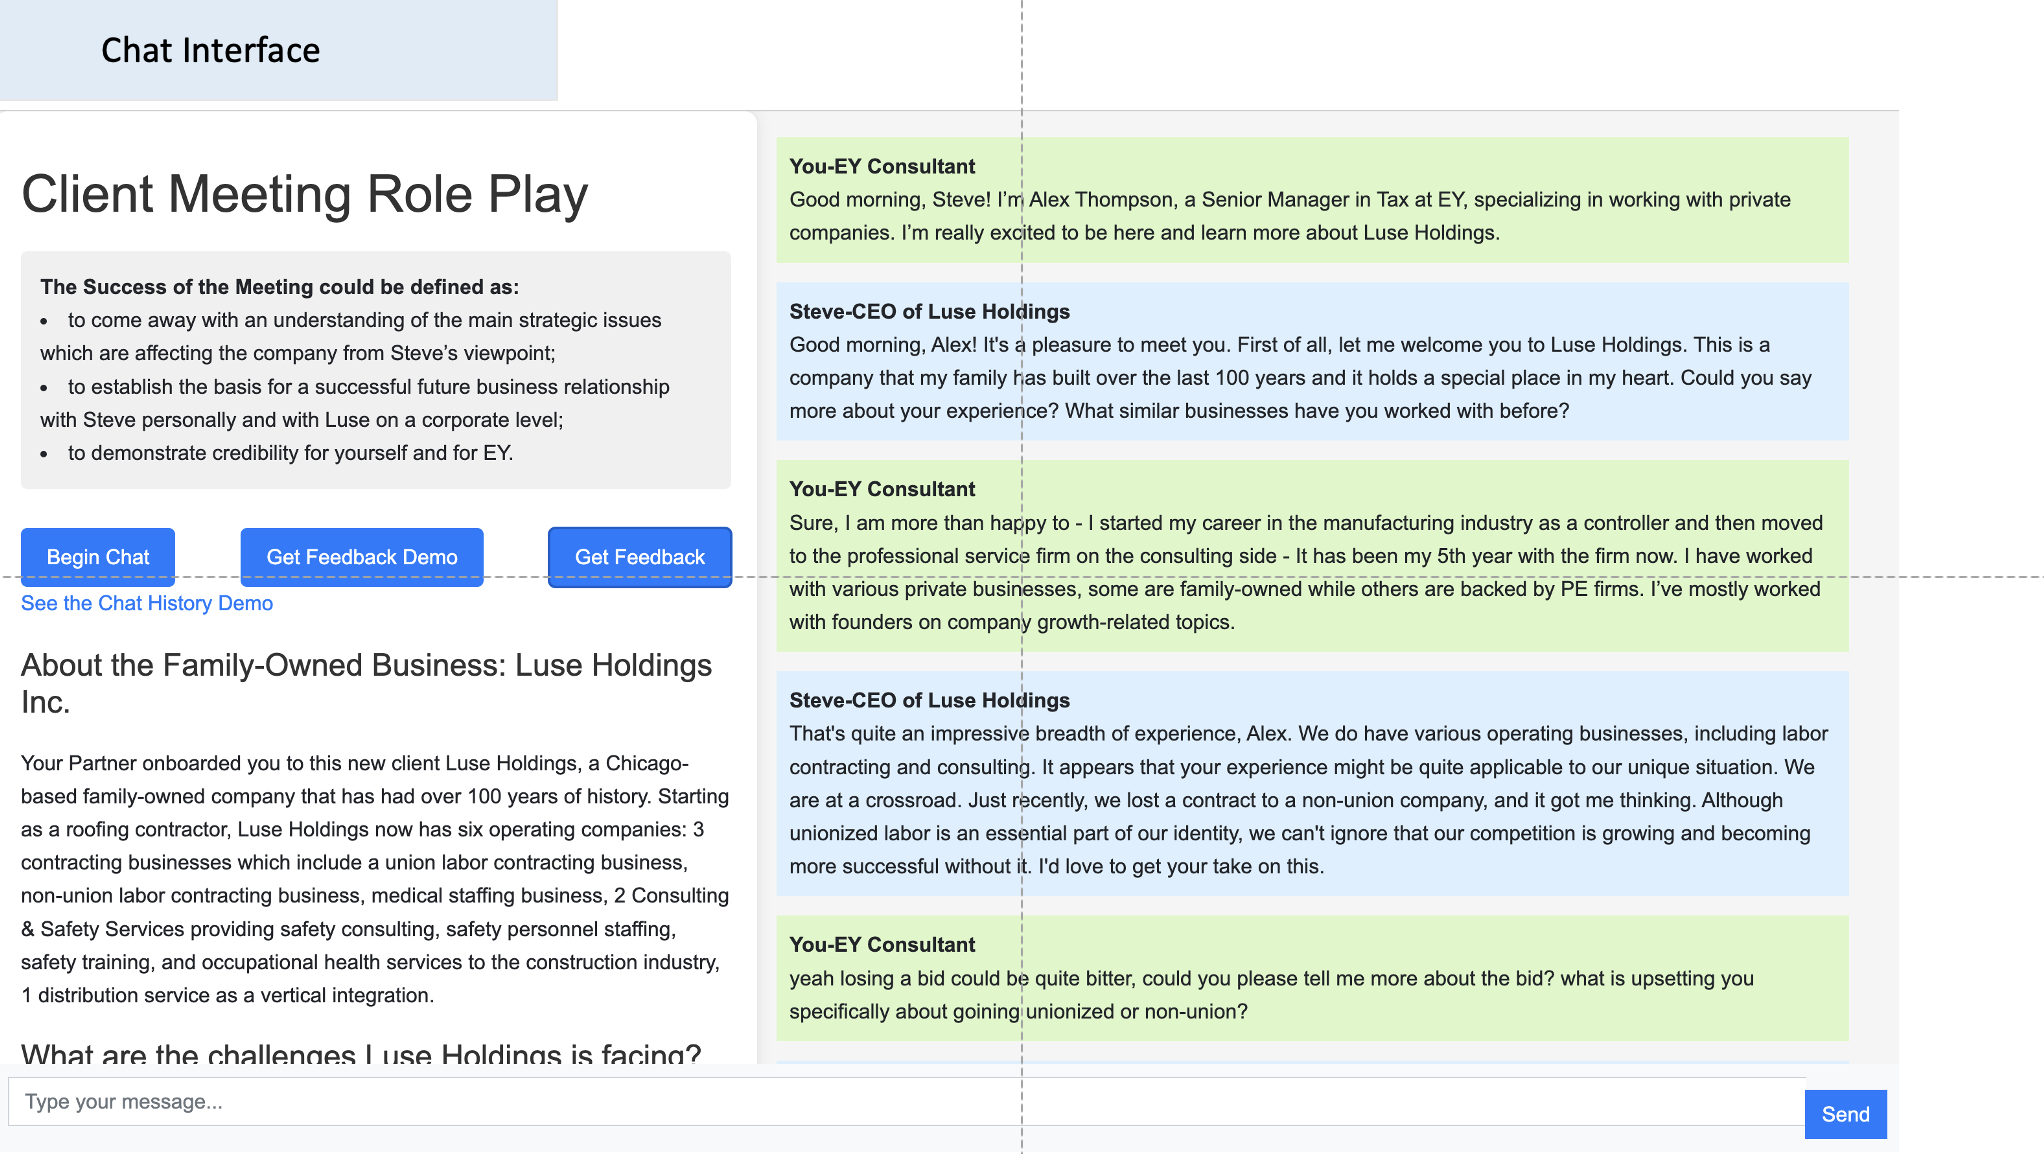 Chat Interface
Client Meeting Role Play
The Success of the Meeting could be defined as:
• to come away with an understanding of the main strategic issues
which are affecting the company from Steve’s viewpoint;
• to establish the basis for a successful future business relationship
with Steve personally and with Luse on a corporate level;
• to demonstrate credibility for yourself and for EY.
Begin Chat
Get Feedback Demo
Get Feedback
See the Chat History Demo
About the Family-Owned Business: Luse Holdings
Inc.
Your Partner onboarded you to this new client Luse Holdings, a Chicago-
based family-owned company that has had over 100 years of history. Starting
as a roofing contractor, Luse Holdings now has six operating companies: 3
contracting businesses which include a union labor contracting business,
non-union labor contracting business, medical staffing business, 2 Consulting
& Safety Services providing safety consulting, safety personnel staffing,
safety training, and occupational health services to the construction industry,
1 distribution service as a vertical integration.
What are the challenges Luse Holdings is facing?
You-EY Consultant
Good morning, Steve! I’m Alex Thompson, a Senior Manager in Tax at EY, specializing in working with private
companies. I’m really excited to be here and learn more about Luse Holdings.
Steve-CEO of Luse Holdings
Good morning, Alex! It's a pleasure to meet you. First of all, let me welcome you to Luse Holdings. This is a
company that my family has built over the last 100 years and it holds a special place in my heart. Could you say
more about your experience? What similar businesses have you worked with before?
You-EY Consultant
Sure, I am more than happy to - I started my career in the manufacturing industry as a controller and then moved
to the professional service firm on the consulting side - It has been my 5th year with the firm now. I have worked
with various private businesses, some are family-owned while others are backed by PE firms. I’ve mostly worked
with founders on company growth-related topics.
Steve-CEO of Luse Holdings
That's quite an impressive breadth of experience, Alex. We do have various operating businesses, including labor
contracting and consulting. It appears that your experience might be quite applicable to our unique situation. We
are at a crossroad. Just recently, we lost a contract to a non-union company, and it got me thinking. Although
unionized labor is an essential part of our identity, we can't ignore that our competition is growing and becoming
more successful without it. I'd love to get your take on this.
You-EY Consultant
yeah losing a bid could be quite bitter, could you please tell me more about the bid? what is upsetting you
specifically about goining unionized or non-union?
Type your message...
Send